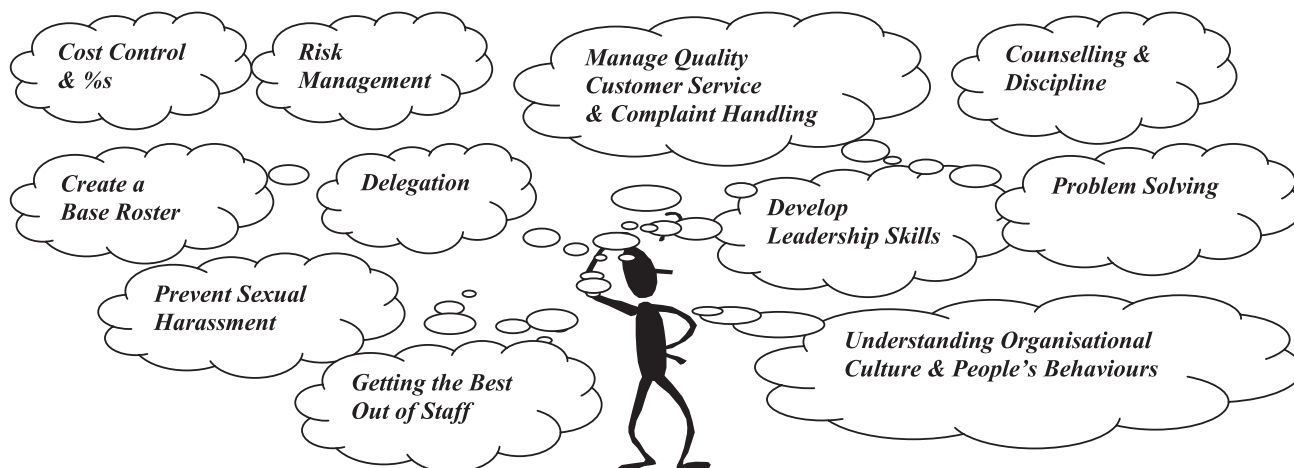 Cost Control
& %s
Risk
Management
Manage Quality
Customer Service
& Complaint Handling
Counselling &
Discipline
Create a
Base Roster
Delegation
Develop
Leadership Skills
Problem Solving
Prevent Sexual
Harassment
Understanding Organisational
Culture & People's Behaviours
Getting the Best
Out of Staff